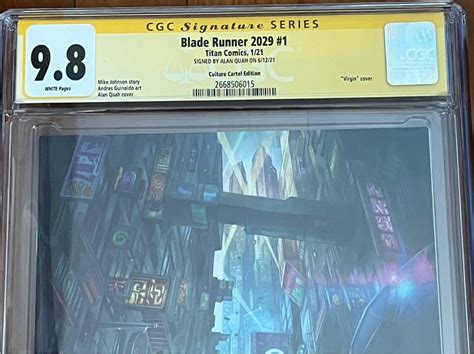 CGC Signature SERIES
9.8
WHITE Pages
Blade Runner 2029 #1
Titan Comics, 1/21
SIGNED BY ALAN QUAH ON 6/12/21
Culture Cartel Edition
2668506015
Mike Johnson story
Andres Guinaldo art
Alan Quah cover
"Virgin" cover.
CGC